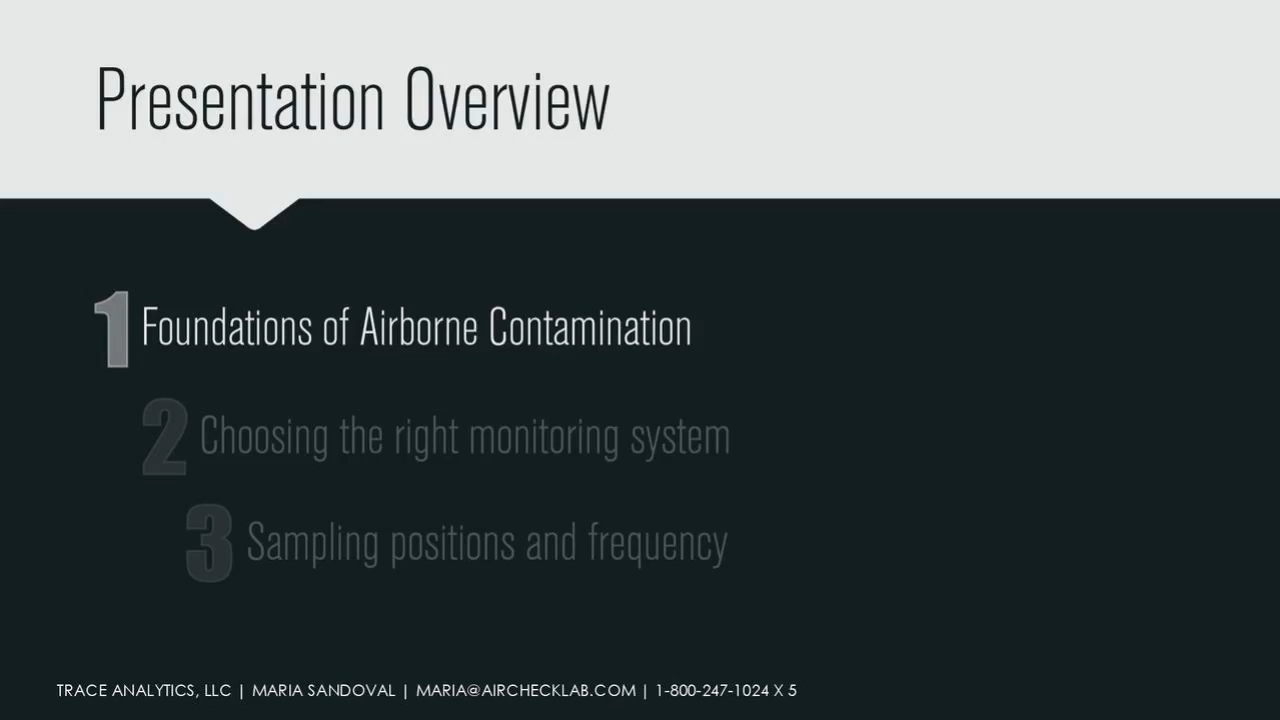 Presentation Overview
1 Foundations of Airborne Contamination
2 Choosing the right monitoring system
3 Sampling positions and frequency
TRACE ANALYTICS, LLC | MARIA SANDOVAL | MARIA@AIRCHECKLAB.COM | 1-800-247-1024 X 5